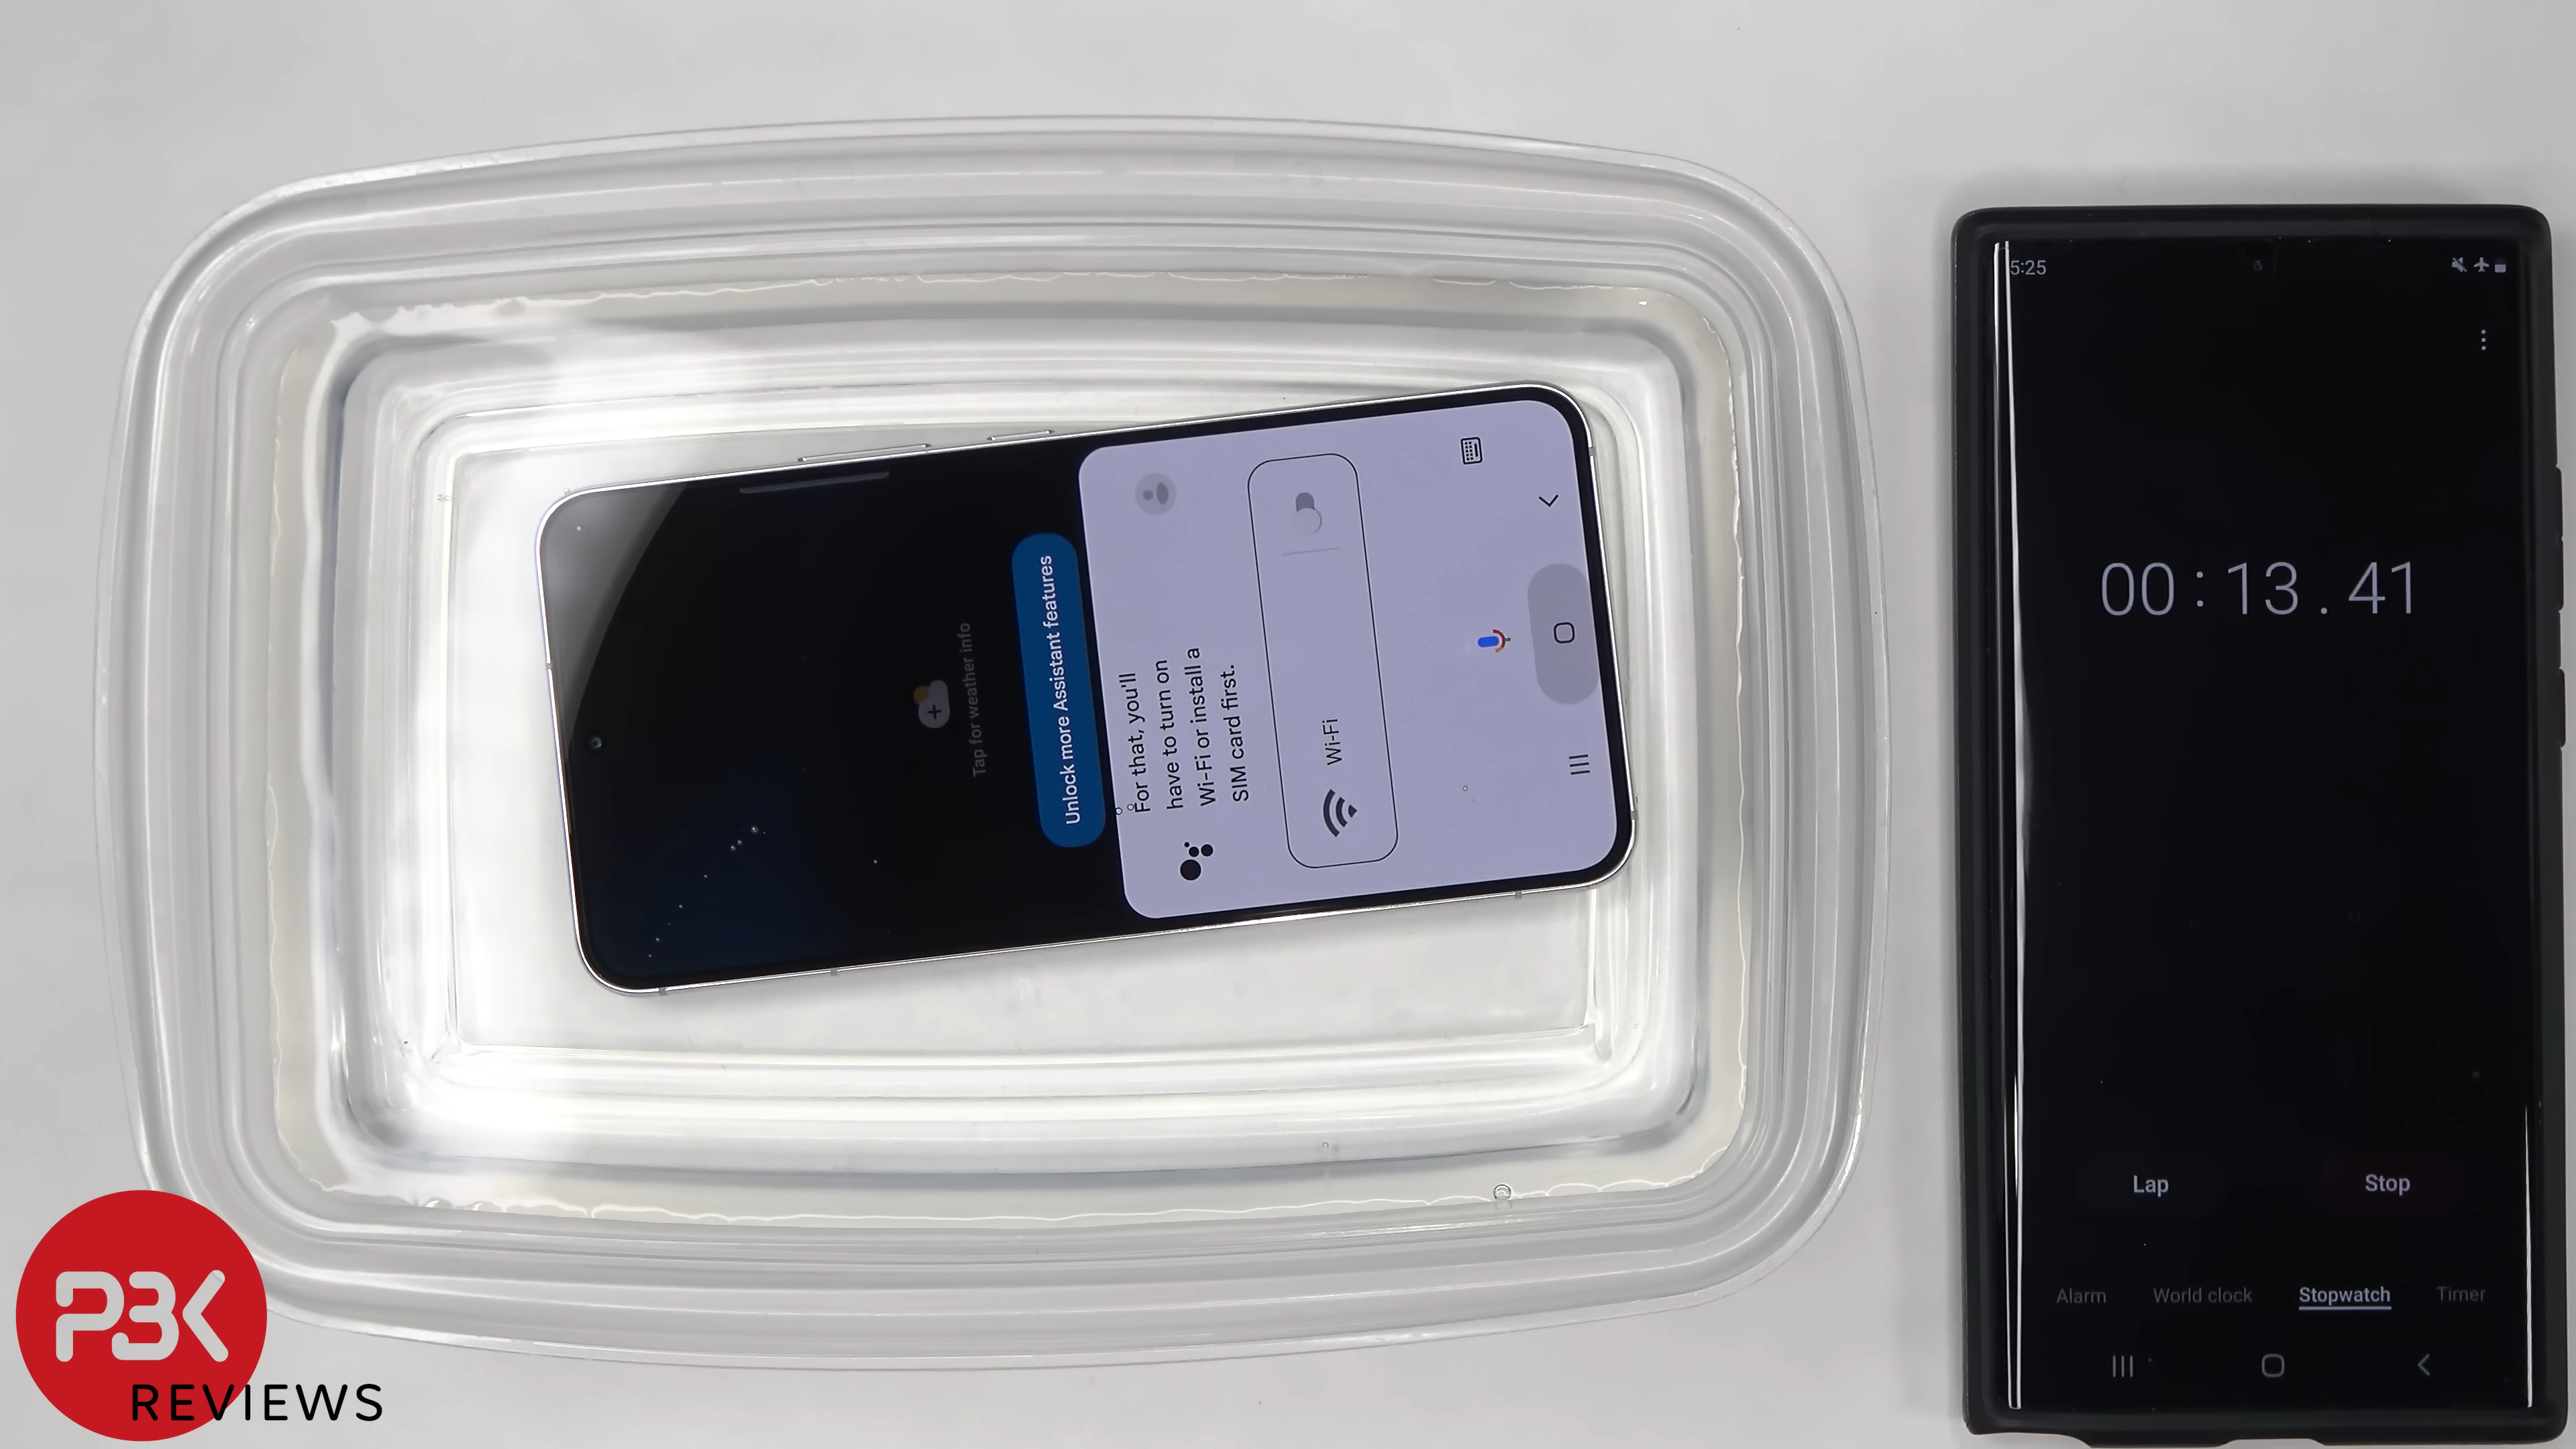 Tap for weather info
Unlock more Assistant features
For that, you'll
have to turn on
Wi-Fi or install a
SIM card first.
Wi-Fi
5:25
00:13.41
Lap
Stop
Alarm
World clock
Stopwatch
Timer
PBK
REVIEWS